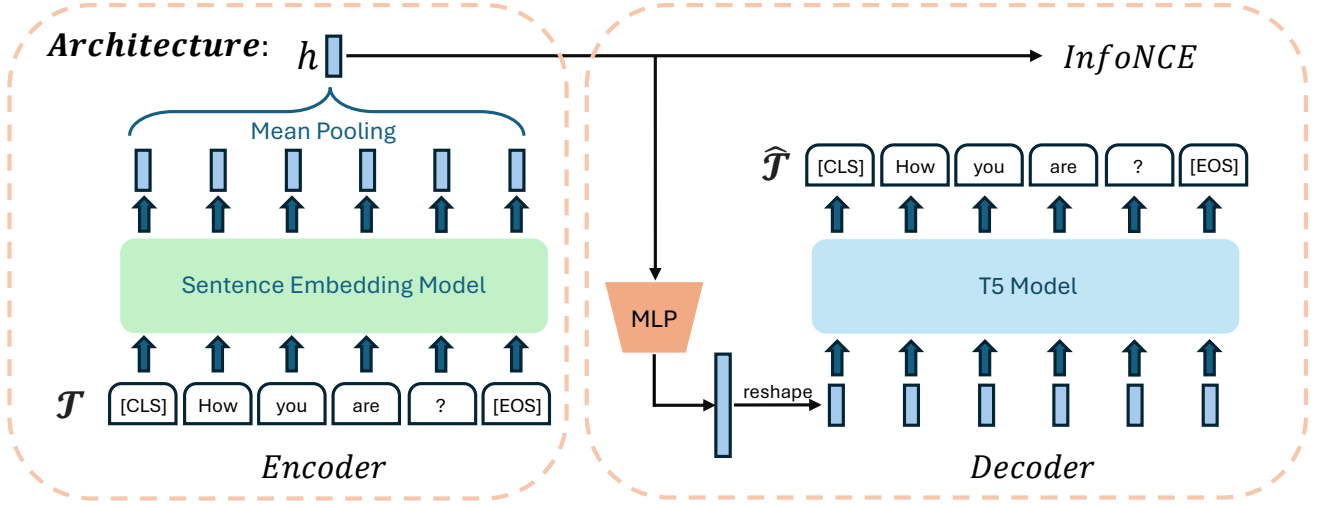 Architecture:
h
InfoNCE
Mean Pooling
𝒯̂ [CLS] How you are ? [EOS]
Sentence Embedding Model
T5 Model
MLP
reshape
𝒯 [CLS] How you are ? [EOS]
Encoder
Decoder